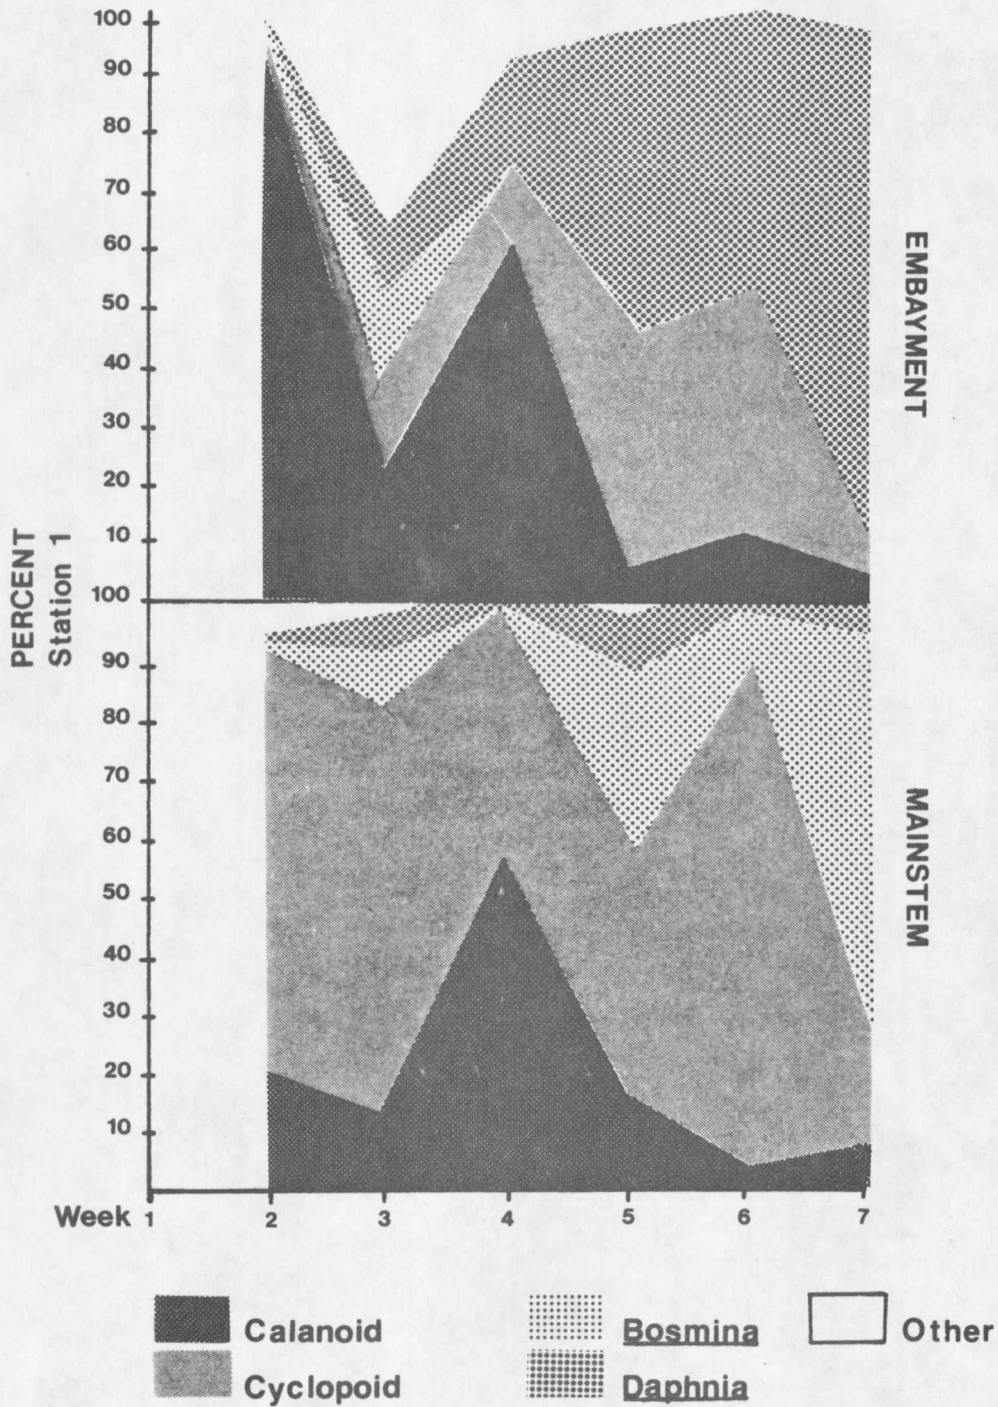 100
90
80
70
60
50
40
30
20
10
EMBAYMENT
PERCENT
Station 1
100
90
80
70
60
50
40
30
20
10
MAINSTEM
Week 1 2 3 4 5 6 7
Calanoid Bosmina Other
Cyclopoid Daphnia